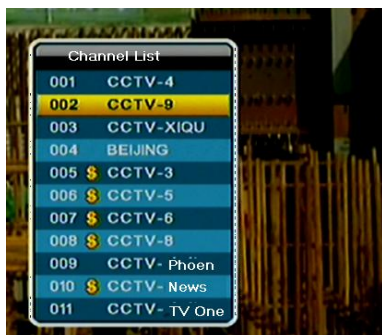 Channel List
001 CCTV-4
002 CCTV-9
003 CCTV-XIQU
004 BEIJING
005 $ CCTV-3
006 $ CCTV-5
007 $ CCTV-6
008 $ CCTV-8
009 CCTV- Phoen
010 $ CCTV- News
011 CCTV- TV One